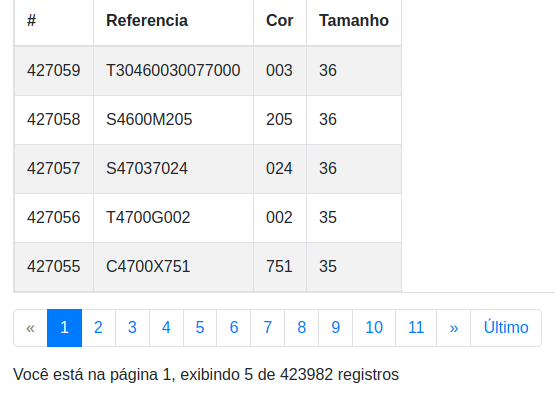 # Referencia Cor Tamanho
427059 T30460030077000 003 36
427058 S4600M205 205 36
427057 S47037024 024 36
427056 T4700G002 002 35
427055 C4700X751 751 35
« 1 2 3 4 5 6 7 8 9 10 11 » Último
Você está na página 1, exibindo 5 de 423982 registros